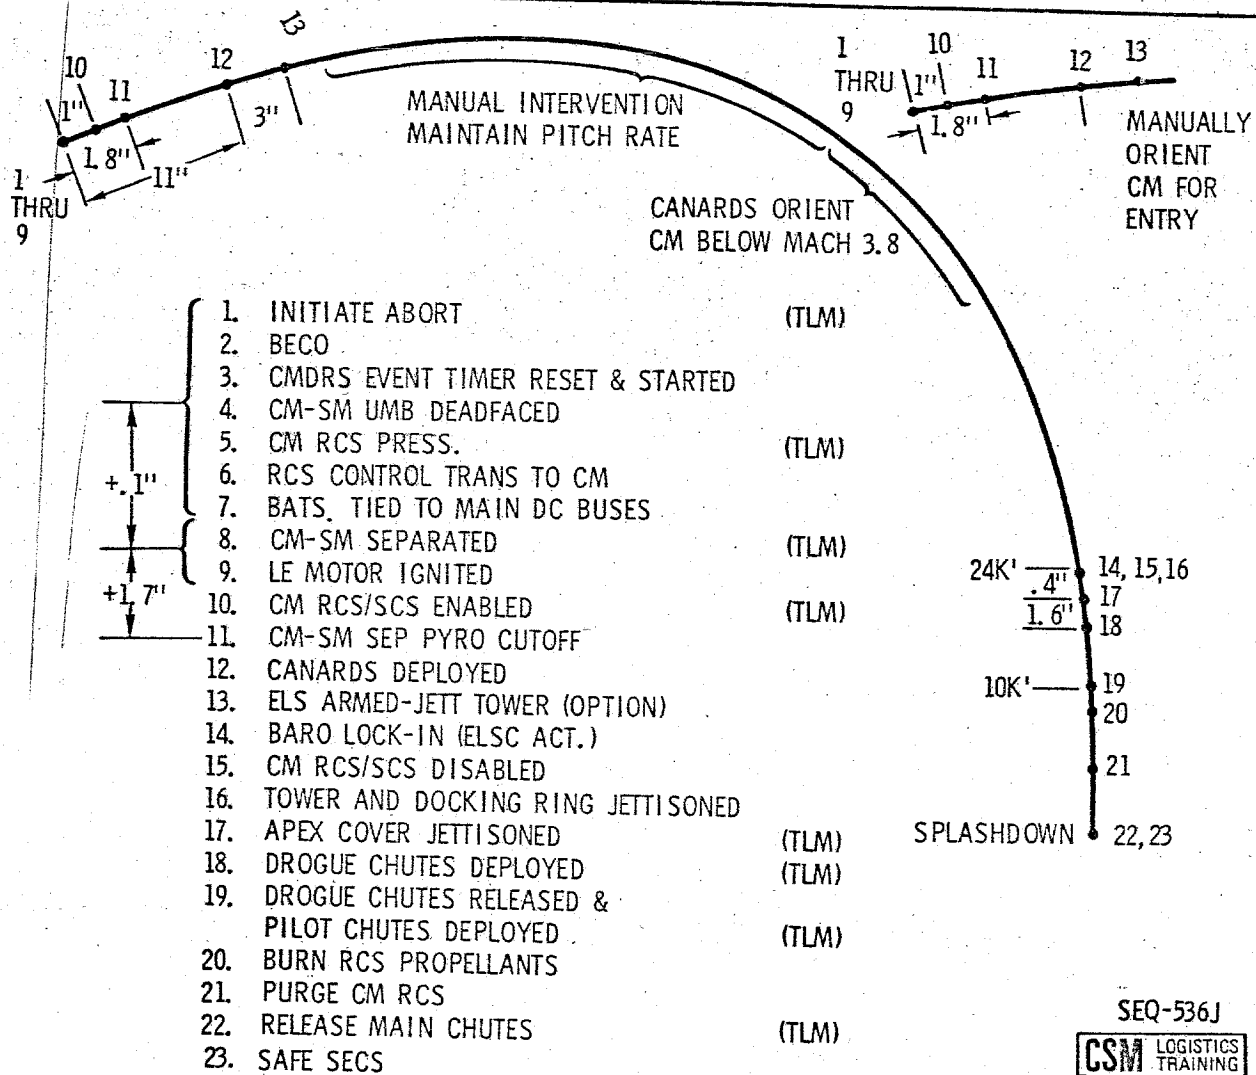 13
10
11
12
1"
1.8"
11"
3"
1
THRU
9
MANUAL INTERVENTION
MAINTAIN PITCH RATE
CANARDS ORIENT
CM BELOW MACH 3.8
1
THRU
9
10
11
12
13
1"
1.8"
MANUALLY
ORIENT
CM FOR
ENTRY
1. INITIATE ABORT (TLM)
2. BECO
3. CMDRS EVENT TIMER RESET & STARTED
4. CM-SM UMB DEADFACED
5. CM RCS PRESS. (TLM)
6. RCS CONTROL TRANS TO CM
7. BATS. TIED TO MAIN DC BUSES
8. CM-SM SEPARATED (TLM)
9. LE MOTOR IGNITED
10. CM RCS/SCS ENABLED (TLM)
11. CM-SM SEP PYRO CUTOFF
12. CANARDS DEPLOYED
13. ELS ARMED-JETT TOWER (OPTION)
14. BARO LOCK-IN (ELSC ACT.)
15. CM RCS/SCS DISABLED
16. TOWER AND DOCKING RING JETTISONED
17. APEX COVER JETTISONED (TLM)
18. DROGUE CHUTES DEPLOYED (TLM)
19. DROGUE CHUTES RELEASED &
PILOT CHUTES DEPLOYED (TLM)
20. BURN RCS PROPELLANTS
21. PURGE CM RCS
22. RELEASE MAIN CHUTES (TLM)
23. SAFE SECS
+.1"
+1.7"
24K' 14, 15,16
.4" 17
1.6" 18
10K' 19
20
21
SPLASHDOWN 22,23
SEQ-536J
CSM LOGISTICS
TRAINING